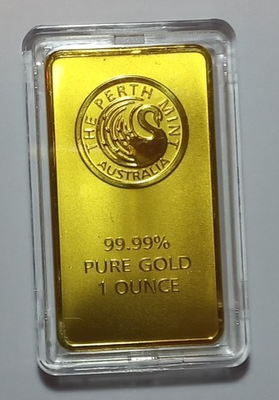 THE PERTH MINT
AUSTRALIA
99.99%
PURE GOLD
1 OUNCE